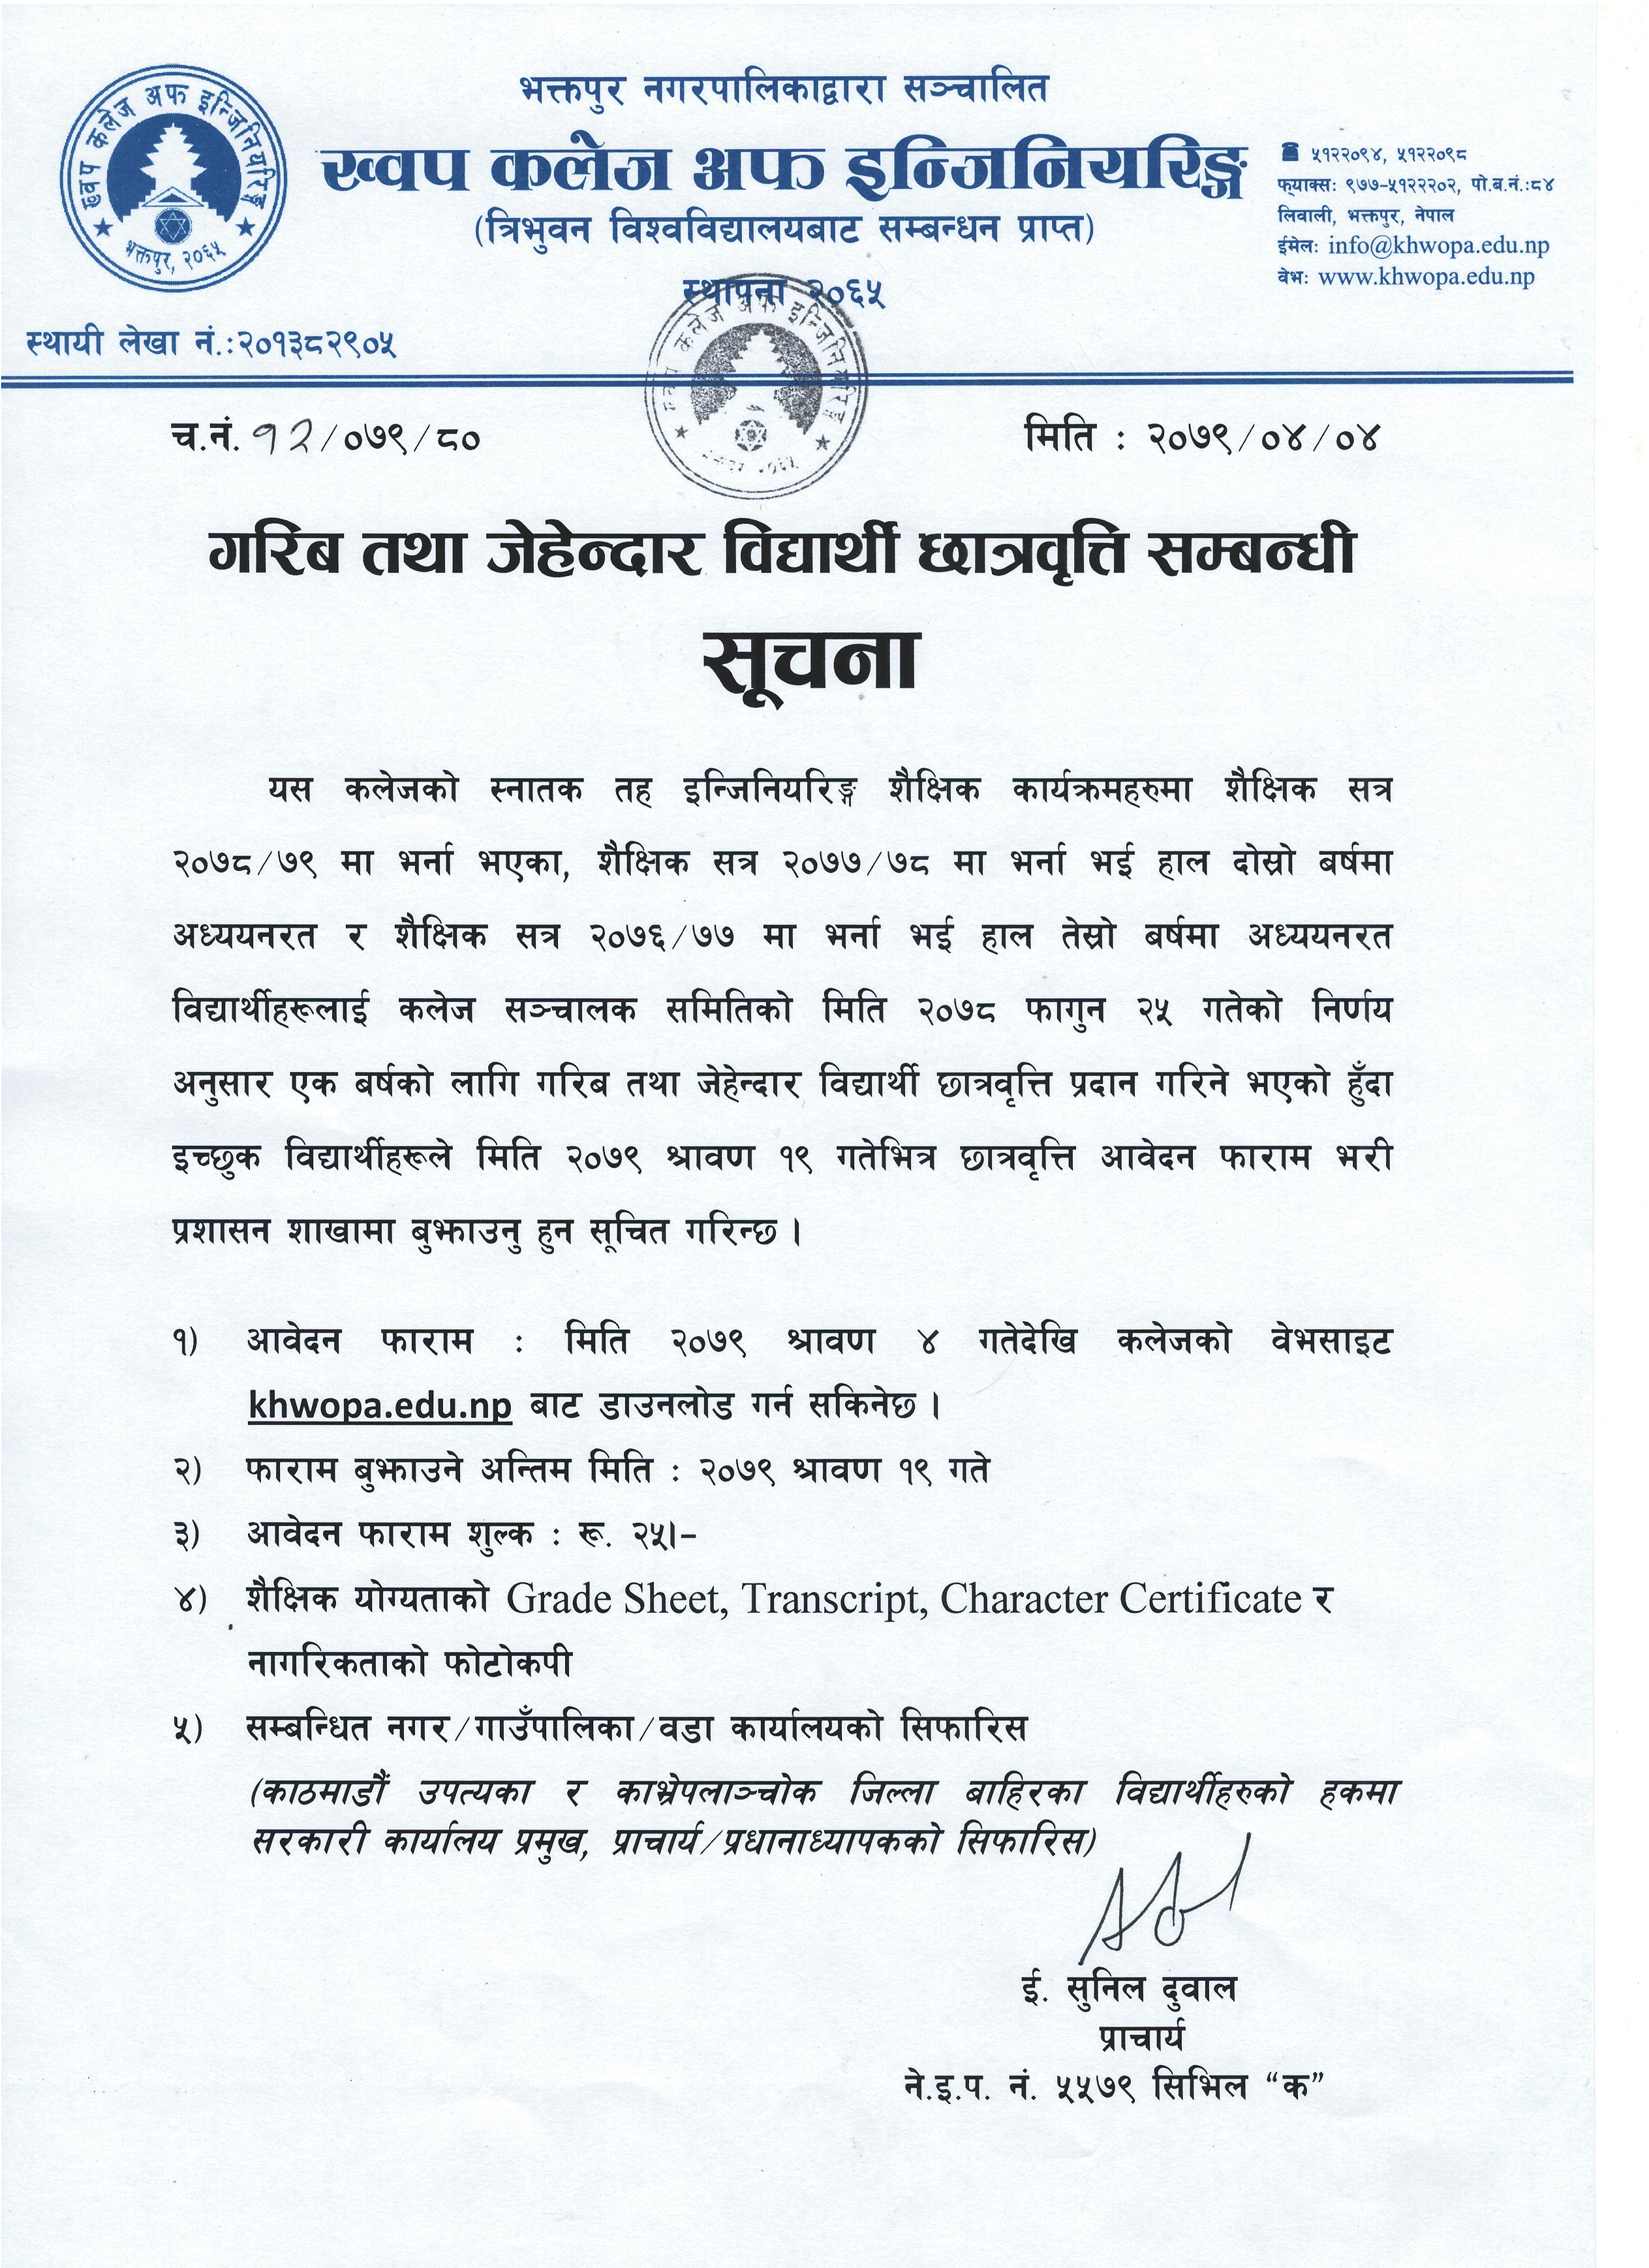 भक्तपुर नगरपालिकाद्वारा सञ्चालित
ख्वप कलेज अफ इन्जिनियरिङ्ग
(त्रिभुवन विश्वविद्यालयबाट सम्बन्धन प्राप्त)
स्थापना २०६५
ख्वप कलेज अफ इन्जिनियरिङ्ग
भक्तपुर, २०६५
५१२२०९४, ५१२२०९८
फ्याक्स: ९७७-५१२२२०२, पो.ब.नं.:८४
लिवाली, भक्तपुर, नेपाल
ईमेल: info@khwopa.edu.np
वेभ: www.khwopa.edu.np
स्थायी लेखा नं.:२०१३८२९०५
कलेज अफ इन्जिनियरिङ्ग
च.नं. १२/०७९/८०
मिति : २०७९/०४/०४
गरिब तथा जेहेन्दार विद्यार्थी छात्रवृत्ति सम्बन्धी
सूचना
यस कलेजको स्नातक तह इन्जिनियरिङ्ग शैक्षिक कार्यक्रमहरुमा शैक्षिक सत्र
२०७८/७९ मा भर्ना भएका, शैक्षिक सत्र २०७७/७८ मा भर्ना भई हाल दोस्रो बर्षमा
अध्ययनरत र शैक्षिक सत्र २०७६/७७ मा भर्ना भई हाल तेस्रो बर्षमा अध्ययनरत
विद्यार्थीहरूलाई कलेज सञ्चालक समितिको मिति २०७८ फागुन २५ गतेको निर्णय
अनुसार एक बर्षको लागि गरिब तथा जेहेन्दार विद्यार्थी छात्रवृत्ति प्रदान गरिने भएको हुँदा
इच्छुक विद्यार्थीहरूले मिति २०७९ श्रावण १९ गतेभित्र छात्रवृत्ति आवेदन फाराम भरी
प्रशासन शाखामा बुझाउनु हुन सूचित गरिन्छ ।
१) आवेदन फाराम : मिति २०७९ श्रावण ४ गतेदेखि कलेजको वेभसाइट
khwopa.edu.np बाट डाउनलोड गर्न सकिनेछ ।
२) फाराम बुझाउने अन्तिम मिति : २०७९ श्रावण १९ गते
३) आवेदन फाराम शुल्क : रू. २५।-
४) शैक्षिक योग्यताको Grade Sheet, Transcript, Character Certificate र
नागरिकताको फोटोकपी
५) सम्बन्धित नगर/गाउँपालिका/वडा कार्यालयको सिफारिस
(काठमाडौं उपत्यका र काभ्रेपलाञ्चोक जिल्ला बाहिरका विद्यार्थीहरुको हकमा
सरकारी कार्यालय प्रमुख, प्राचार्य/प्रधानाध्यापकको सिफारिस)
ई. सुनिल दुवाल
प्राचार्य
ने.इ.प. नं. ५५७९ सिभिल “क”